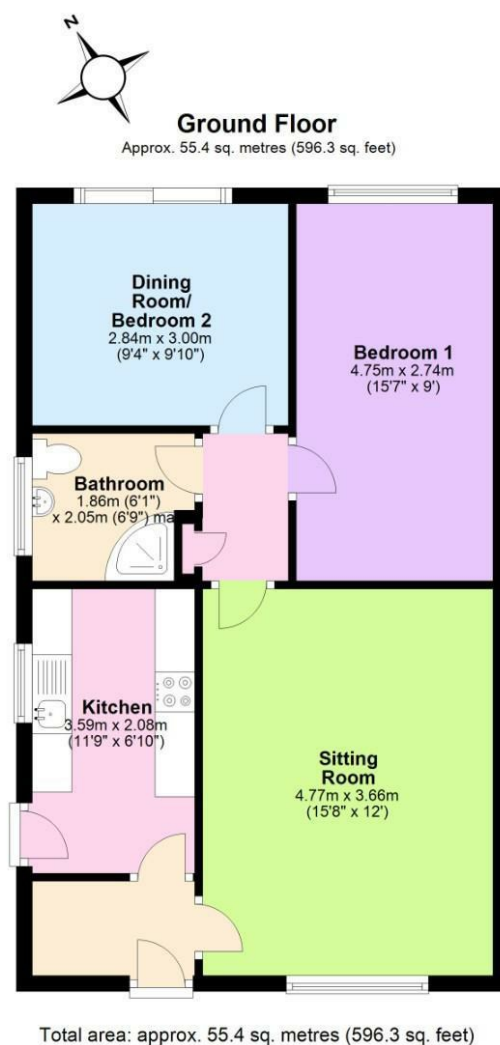 N
Ground Floor
Approx. 55.4 sq. metres (596.3 sq. feet)
Dining
Room/
Bedroom 2
2.84m x 3.00m
(9'4" x 9'10")
Bedroom 1
4.75m x 2.74m
(15'7" x 9')
Bathroom
1.86m (6'1")
x 2.05m (6'9") ma
Kitchen
3.59m x 2.08m
(11'9" x 6'10")
Sitting
Room
4.77m x 3.66m
(15'8" x 12')
Total area: approx. 55.4 sq. metres (596.3 sq. feet)